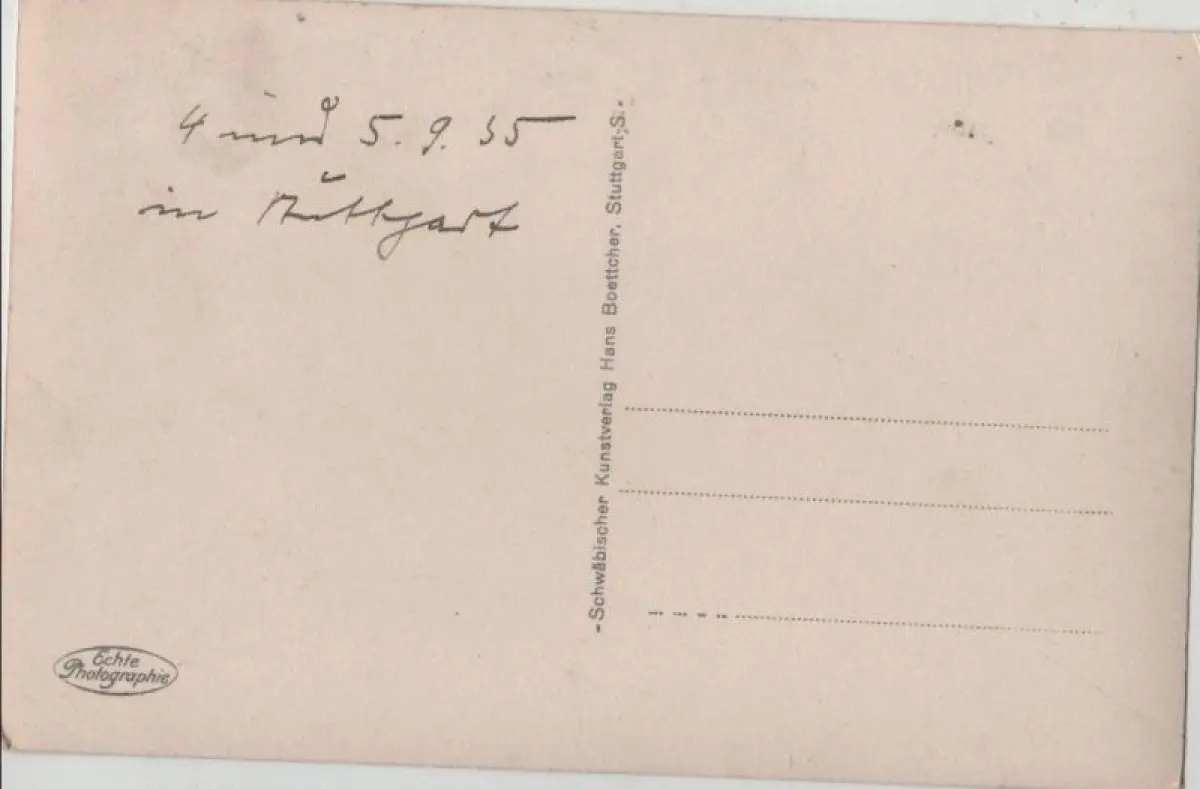 4 und 5. 9. 35
in Stuttgart
-Schwäbischer Kunstverlag Hans Boettcher, Stuttgart-S.-
Echte
Photographie